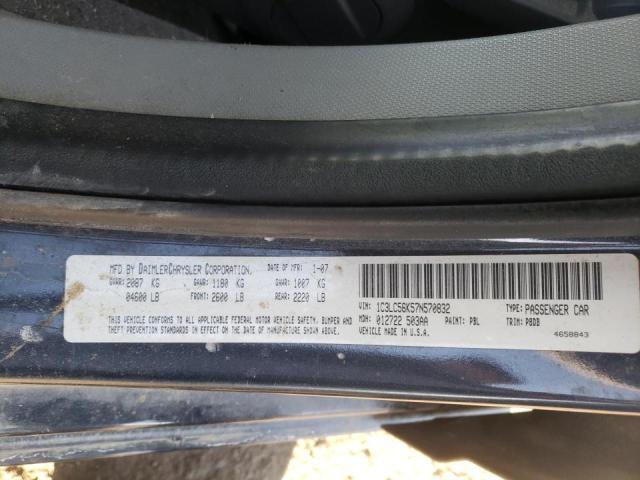 MFD BY DAIMLERCHRYSLER CORPORATION. DATE OF MFR: 1-07
GVWR: 2087 KG GAWR: 1180 KG GAWR: 1007 KG
04600 LB FRONT: 2600 LB REAR: 2220 LB
THIS VEHICLE CONFORMS TO ALL APPLICABLE FEDERAL MOTOR VEHICLE SAFETY, BUMPER AND
THEFT PREVENTION STANDARDS IN EFFECT ON THE DATE OF MANUFACTURE SHOWN ABOVE.
VIN: 1C3LC56K57N570832 TYPE: PASSENGER CAR
MDH: 012722 503AA PAINT: PBL TRIM: P8DB
VEHICLE MADE IN U.S.A. 4658843